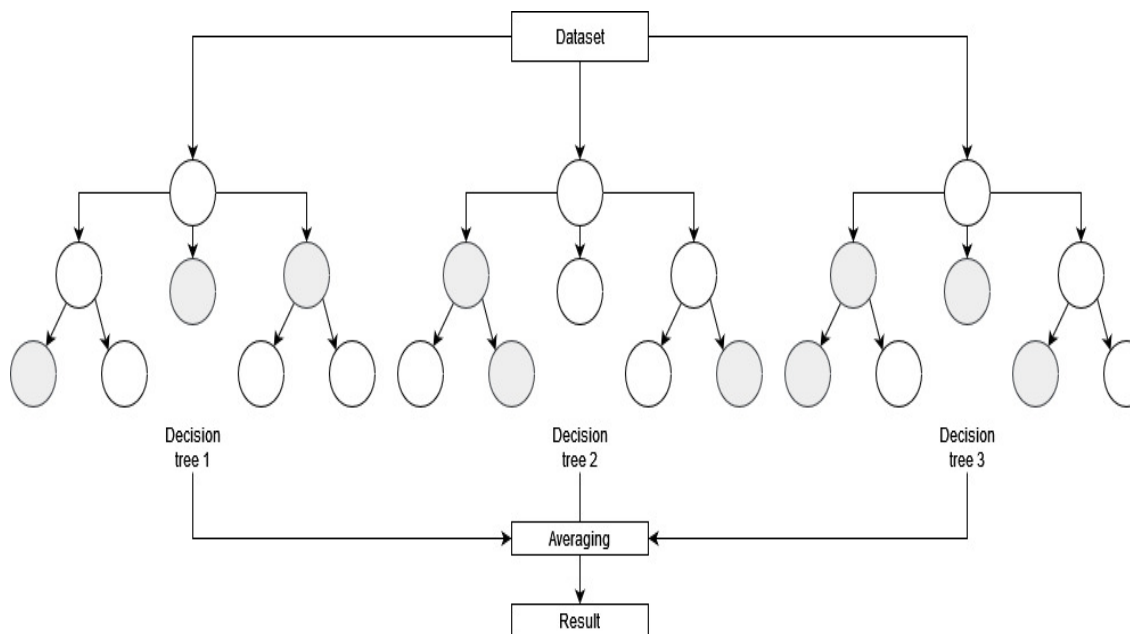 Dataset
Decision
tree 1
Decision
tree 2
Decision
tree 3
Averaging
Result